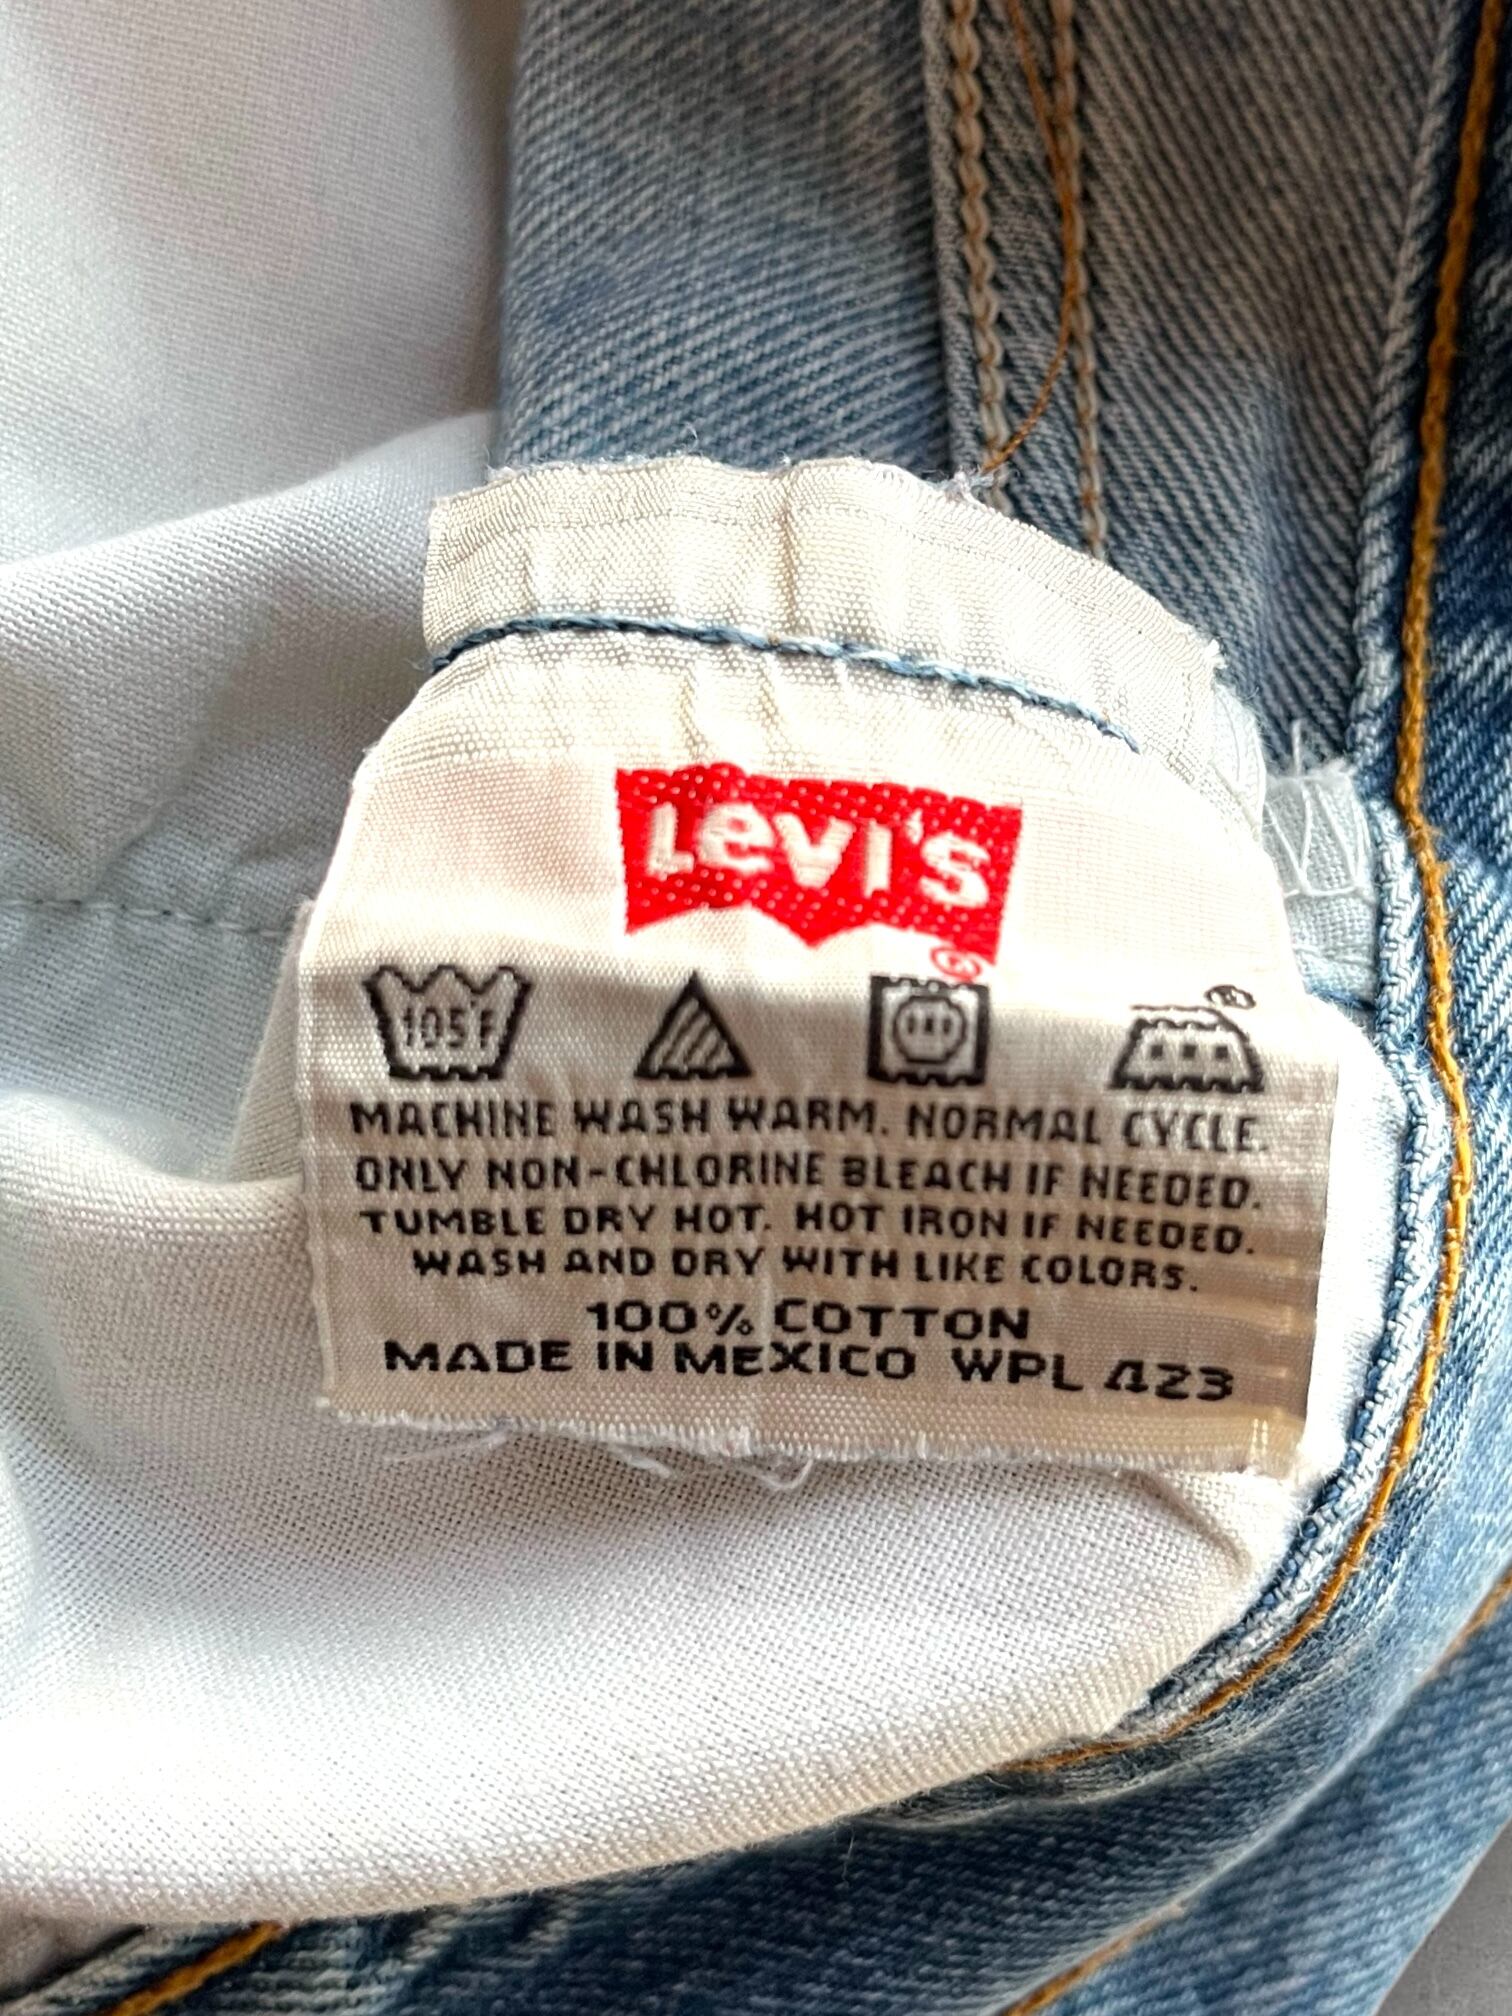 Levi's
®
105F
MACHINE WASH WARM. NORMAL CYCLE.
ONLY NON-CHLORINE BLEACH IF NEEDED.
TUMBLE DRY HOT. HOT IRON IF NEEDED.
WASH AND DRY WITH LIKE COLORS.
100% COTTON
MADE IN MEXICO WPL 423